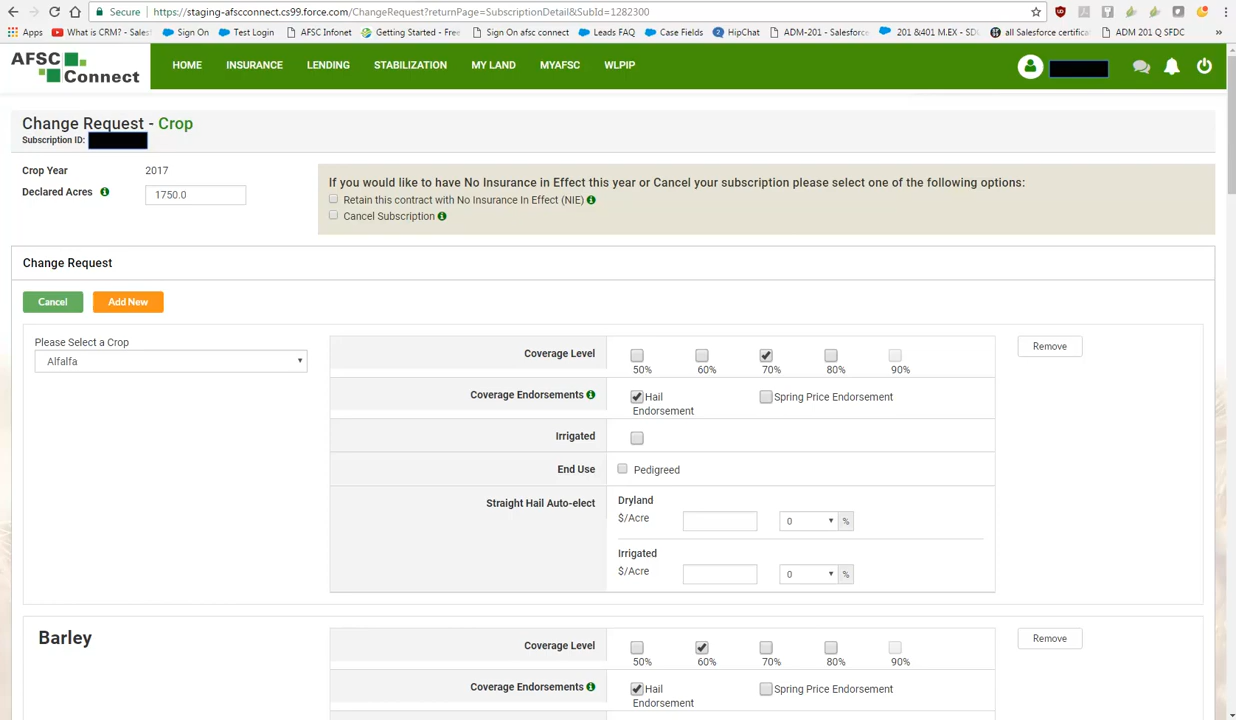 Secure https://staging-afscconnect.cs99.force.com/ChangeRequest?returnPage=SubscriptionDetail&SubId=1282300
Apps What is CRM? - Sales Sign On Test Login AFSC Infonet Getting Started - Fre Sign On afsc connect Leads FAQ Case Fields HipChat ADM-201 - Salesforce 201 &401 M.EX - SDU all Salesforce certifica ADM 201 Q SFDC »
AFSC Connect
HOME INSURANCE LENDING STABILIZATION MY LAND MYAFSC WLPIP
Change Request - Crop
Subscription ID:
Crop Year 2017
Declared Acres 1750.0
If you would like to have No Insurance in Effect this year or Cancel your subscription please select one of the following options:
Retain this contract with No Insurance In Effect (NIE)
Cancel Subscription
Change Request
Cancel Add New
Please Select a Crop
Alfalfa
Coverage Level
50% 60% 70% 80% 90%
Remove
Coverage Endorsements
Hail Endorsement
Spring Price Endorsement
Irrigated
End Use Pedigreed
Straight Hail Auto-elect
Dryland
$/Acre 0 %
Irrigated
$/Acre 0 %
Barley
Coverage Level
50% 60% 70% 80% 90%
Remove
Coverage Endorsements
Hail Endorsement
Spring Price Endorsement